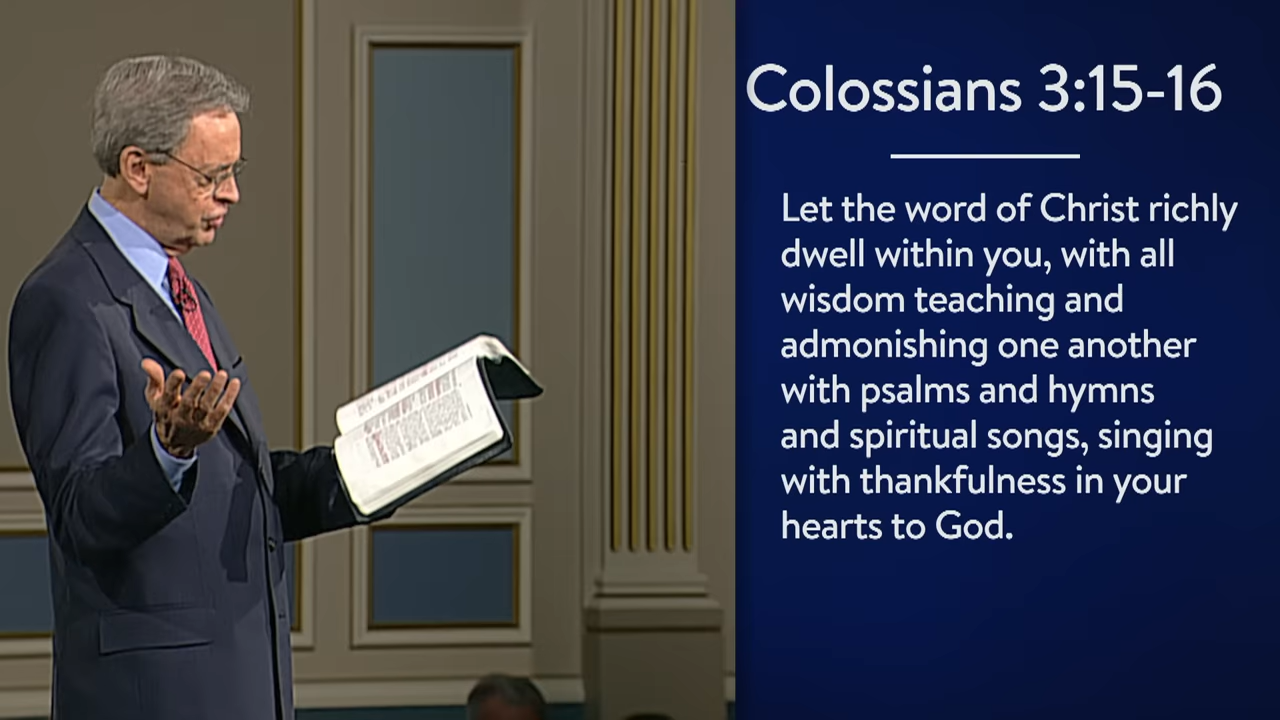 Colossians 3:15-16
Let the word of Christ richly
dwell within you, with all
wisdom teaching and
admonishing one another
with psalms and hymns
and spiritual songs, singing
with thankfulness in your
hearts to God.